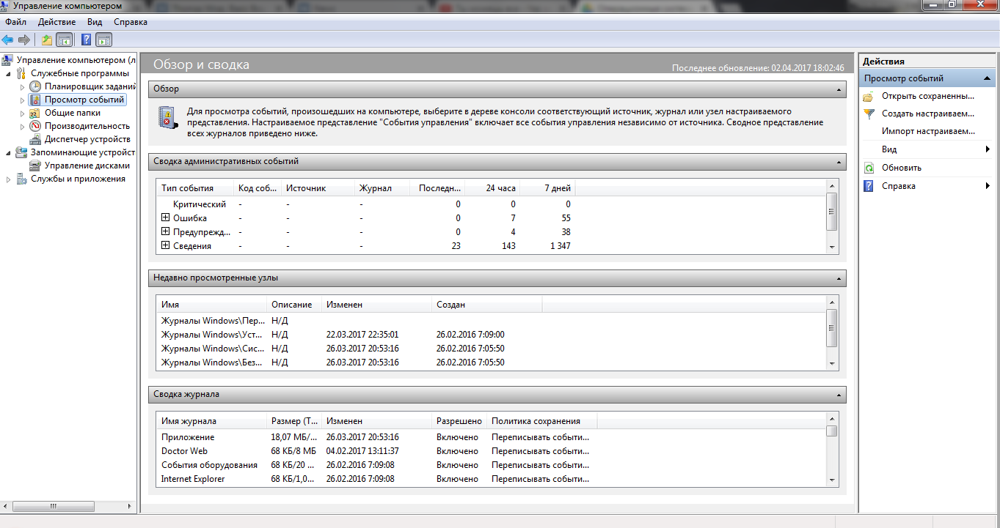 Управление компьютером
Файл Действие Вид Справка
Управление компьютером (л
Служебные программы
Планировщик заданий
Просмотр событий
Общие папки
Производительность
Диспетчер устройств
Запоминающие устройст
Управление дисками
Службы и приложения
Обзор и сводка
Последнее обновление: 02.04.2017 18:02:46
Обзор
Для просмотра событий, произошедших на компьютере, выберите в дереве консоли соответствующий источник, журнал или узел настраиваемого
представления. Настраиваемое представление "События управления" включает все события управления независимо от источника. Сводное представление
всех журналов приведено ниже.
Сводка административных событий
Тип события Код соб... Источник Журнал Последн... 24 часа 7 дней
Критический - - - 0 0 0
Ошибка - - - 0 7 55
Предупрежд... - - - 0 4 38
Сведения - - - 23 143 1 347
Недавно просмотренные узлы
Имя Описание Изменен Создан
Журналы Windows\Пер... Н/Д
Журналы Windows\Уст... Н/Д 22.03.2017 22:35:01 26.02.2016 7:09:00
Журналы Windows\Сис... Н/Д 26.03.2017 20:53:16 26.02.2016 7:05:50
Журналы Windows\Без... Н/Д 26.03.2017 20:53:16 26.02.2016 7:05:50
Сводка журнала
Имя журнала Размер (Т... Изменен Разрешено Политика сохранения
Приложение 18,07 МБ/... 26.03.2017 20:53:16 Включено Переписывать событи...
Doctor Web 68 КБ/8 МБ 04.02.2017 13:11:37 Включено Переписывать событи...
События оборудования 68 КБ/20 ... 26.02.2016 7:09:08 Включено Переписывать событи...
Internet Explorer 68 КБ/1,0... 26.02.2016 7:09:08 Включено Переписывать событи...
Действия
Просмотр событий
Открыть сохраненны...
Создать настраиваем...
Импорт настраиваем...
Вид
Обновить
Справка